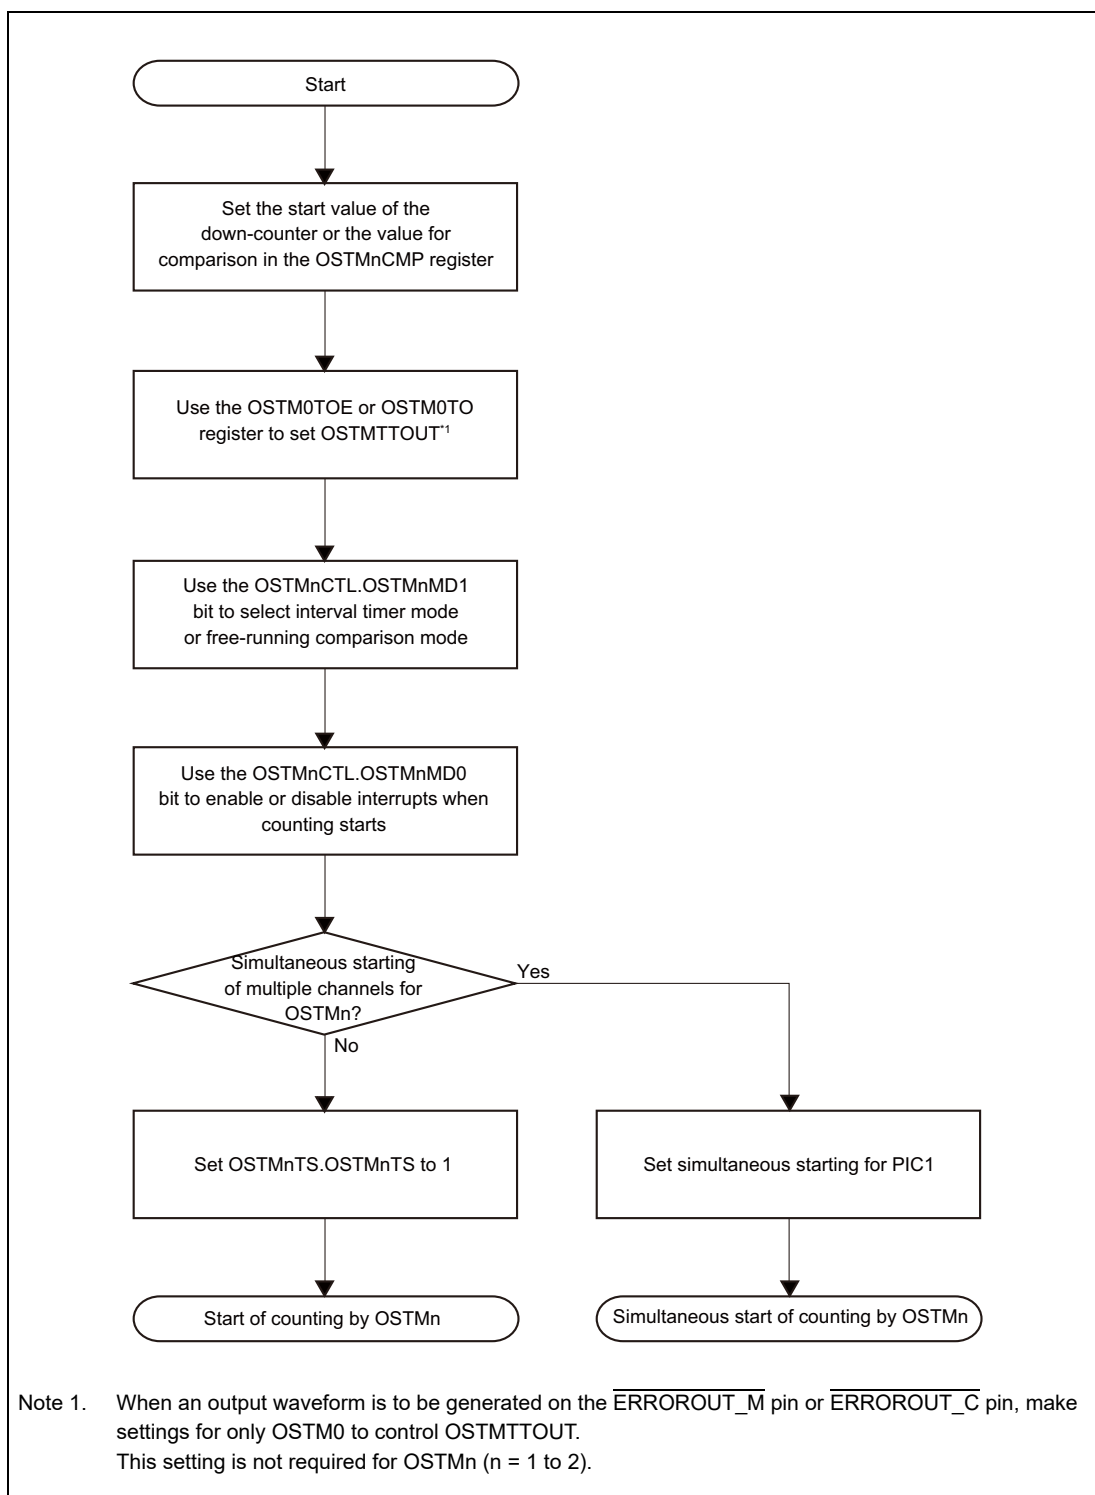 Start
Set the start value of the
down-counter or the value for
comparison in the OSTMnCMP register
Use the OSTM0TOE or OSTM0TO
register to set OSTMTTOUT*1
Use the OSTMnCTL.OSTMnMD1
bit to select interval timer mode
or free-running comparison mode
Use the OSTMnCTL.OSTMnMD0
bit to enable or disable interrupts when
counting starts
Simultaneous starting
of multiple channels for
OSTMn?
Yes
No
Set OSTMnTS.OSTMnTS to 1
Set simultaneous starting for PIC1
Start of counting by OSTMn
Simultaneous start of counting by OSTMn
Note 1. When an output waveform is to be generated on the ERROROUT_M pin or ERROROUT_C pin, make
settings for only OSTM0 to control OSTMTTOUT.
This setting is not required for OSTMn (n = 1 to 2).